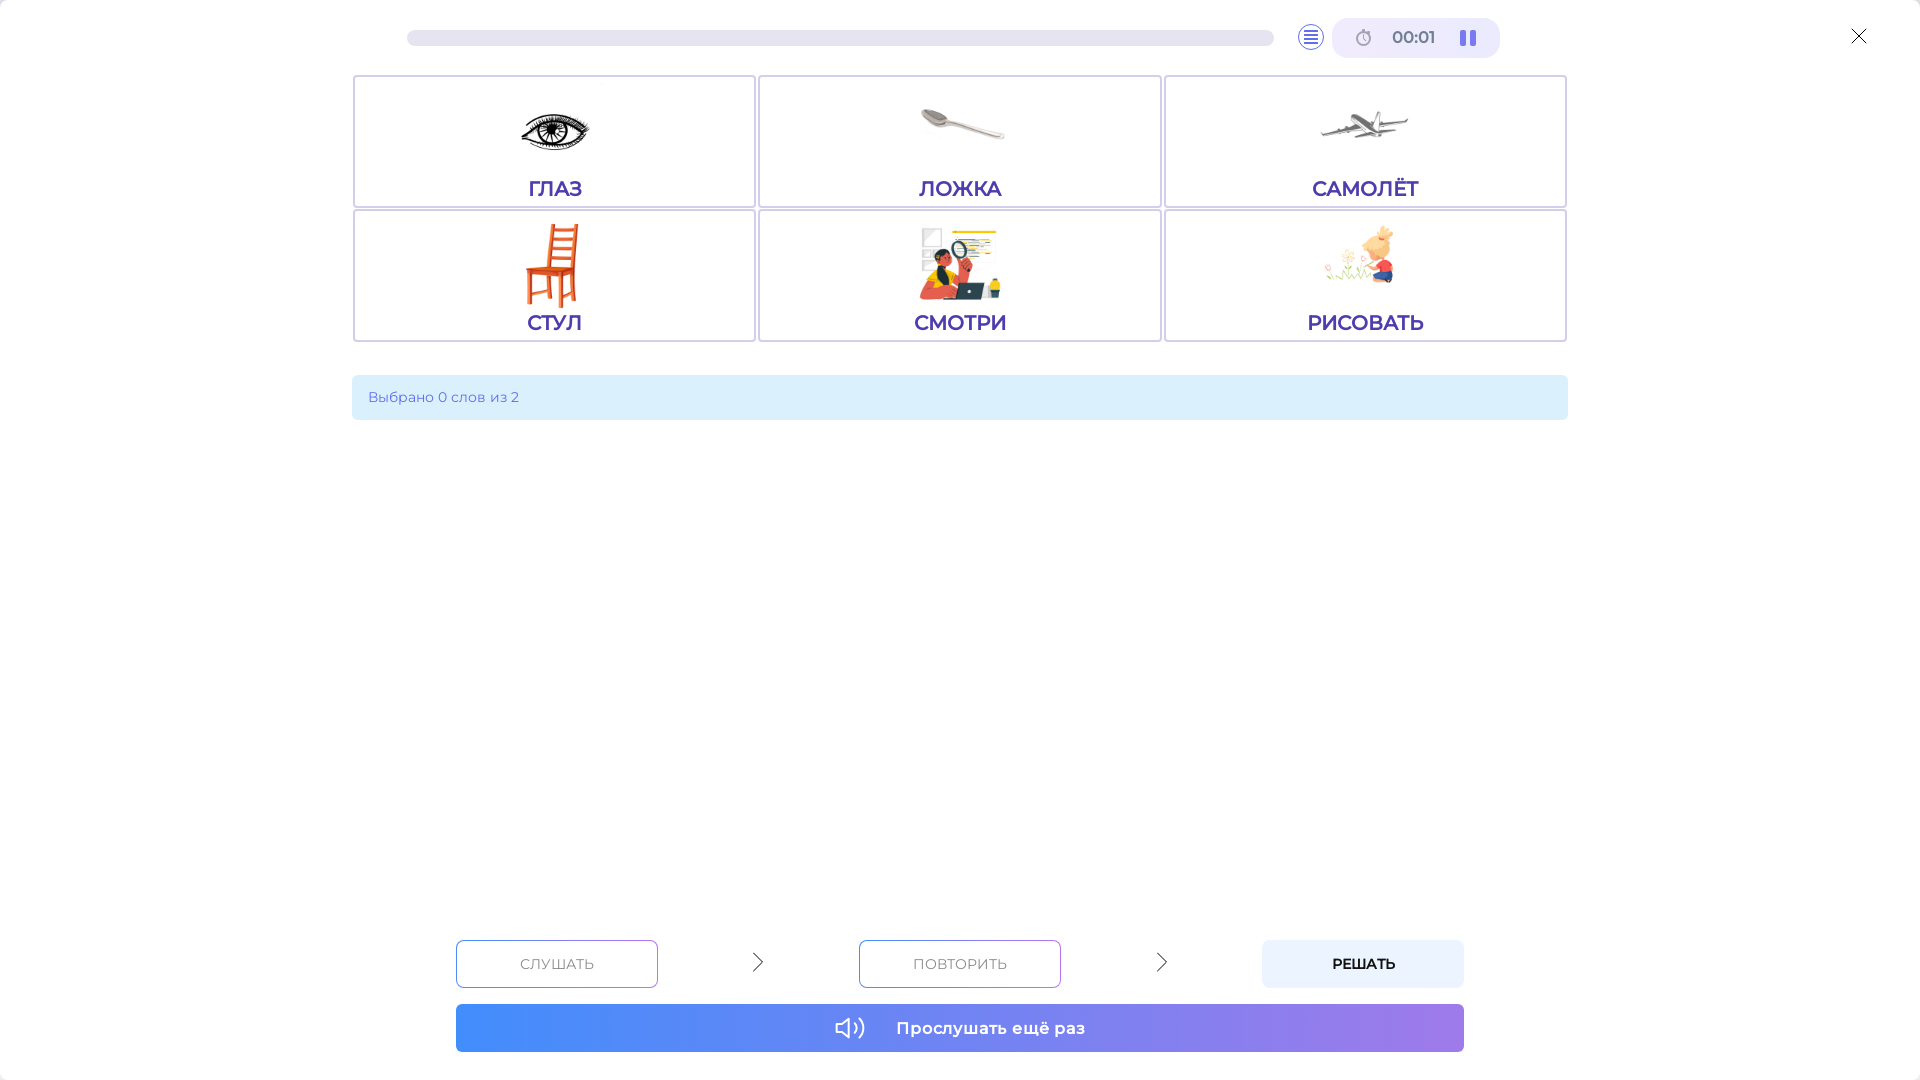 00:01
ГЛАЗ
ЛОЖКА
САМОЛЁТ
СТУЛ
СМОТРИ
РИСОВАТЬ
Выбрано 0 слов из 2
СЛУШАТЬ
ПОВТОРИТЬ
РЕШАТЬ
Прослушать ещё раз